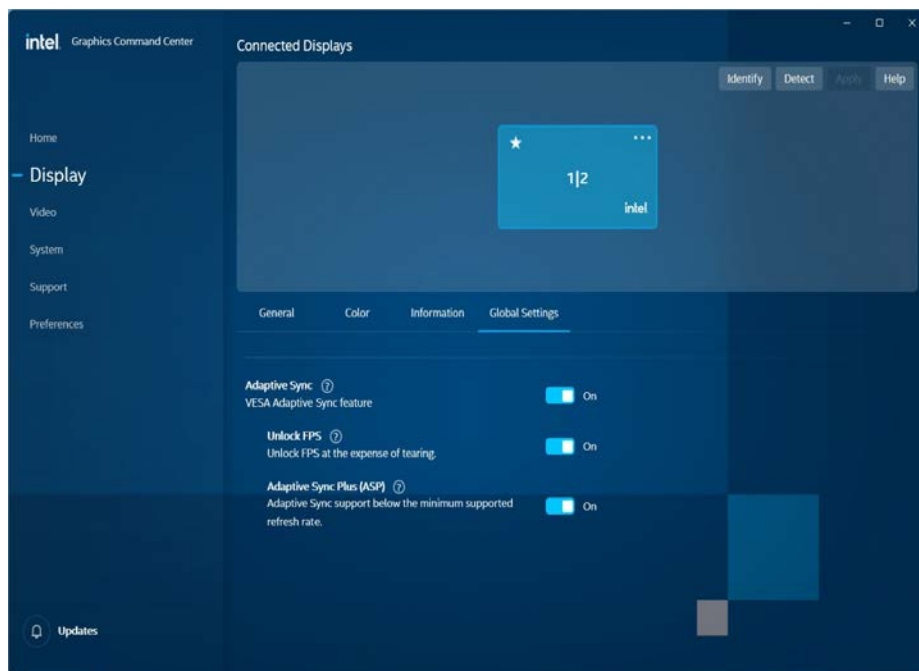 intel Graphics Command Center
Connected Displays
Identify Detect Apply Help
1|2
intel
Home
Display
Video
System
Support
Preferences
General Color Information Global Settings
Adaptive Sync ?
VESA Adaptive Sync feature
On
Unlock FPS ?
Unlock FPS at the expense of tearing.
On
Adaptive Sync Plus (ASP) ?
Adaptive Sync support below the minimum supported
refresh rate.
On
Updates